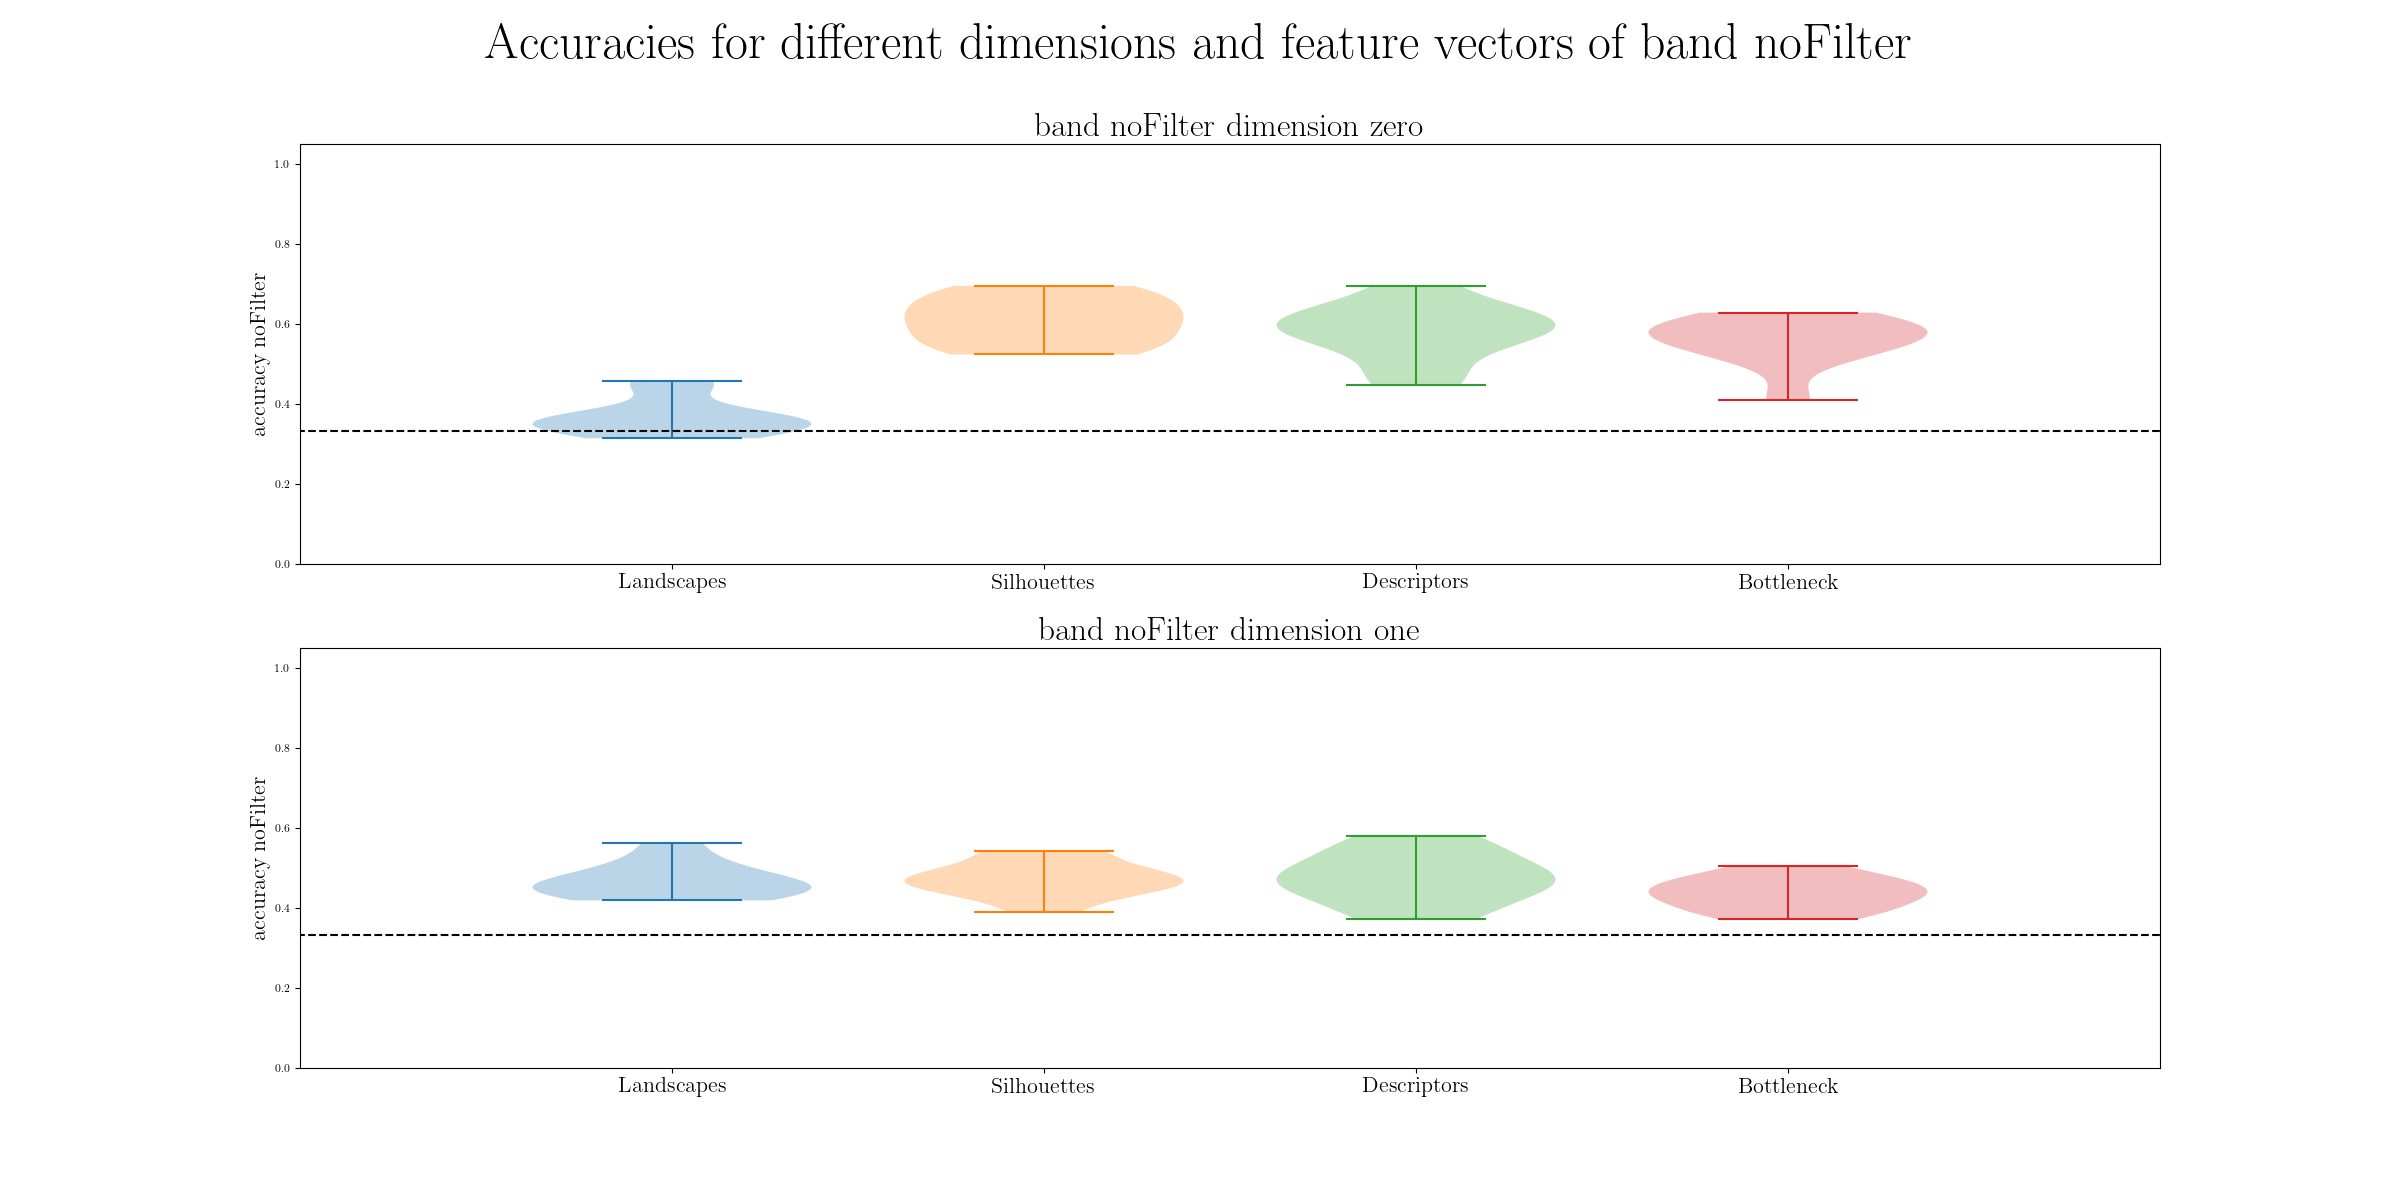 Accuracies for different dimensions and feature vectors of band noFilter
band noFilter dimension zero
accuracy noFilter
1.0
0.8
0.6
0.4
0.2
0.0
Landscapes Silhouettes Descriptors Bottleneck
band noFilter dimension one
accuracy noFilter
1.0
0.8
0.6
0.4
0.2
0.0
Landscapes Silhouettes Descriptors Bottleneck